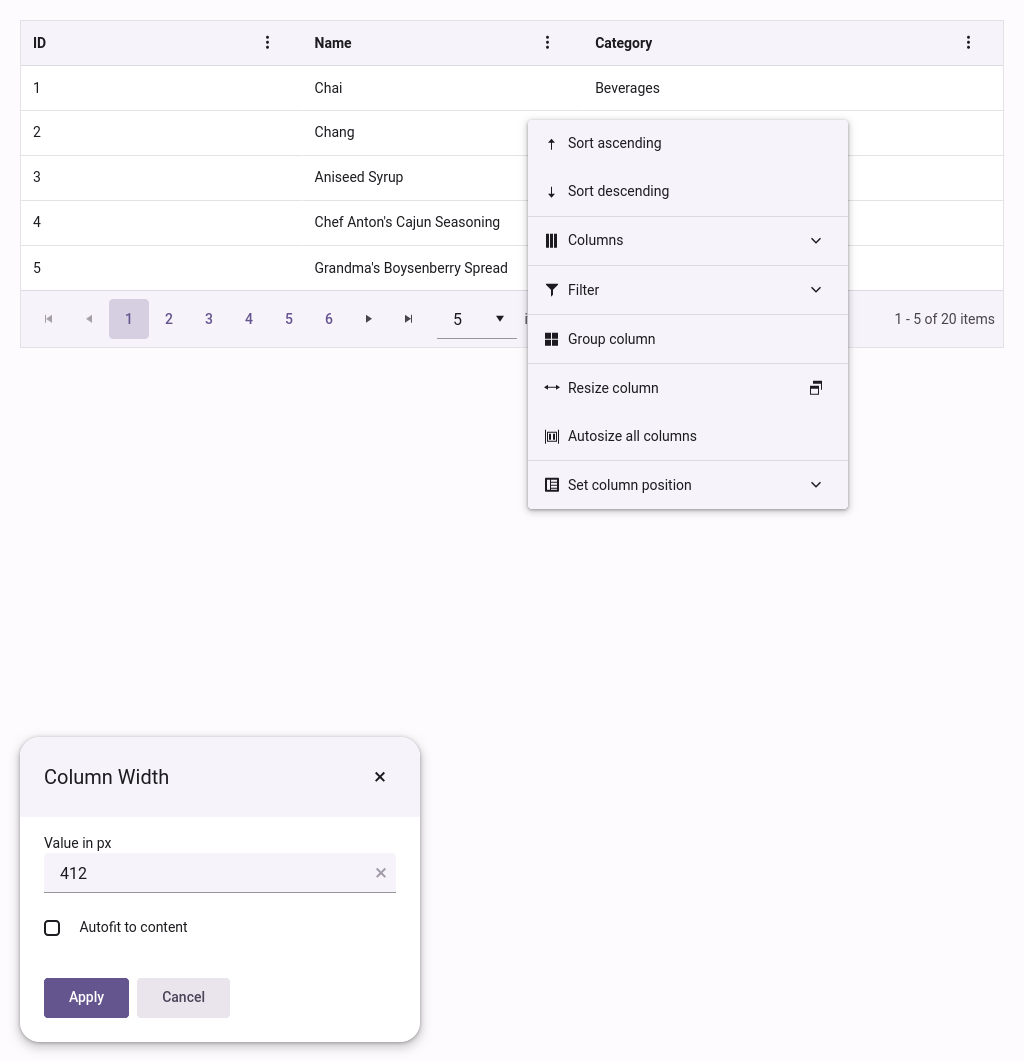 ID Name Category
1 Chai Beverages
2 Chang
3 Aniseed Syrup
4 Chef Anton's Cajun Seasoning
5 Grandma's Boysenberry Spread
1 2 3 4 5 6 5 1 - 5 of 20 items
Sort ascending
Sort descending
Columns
Filter
Group column
Resize column
Autosize all columns
Set column position
Column Width
Value in px
412
Autofit to content
Apply Cancel